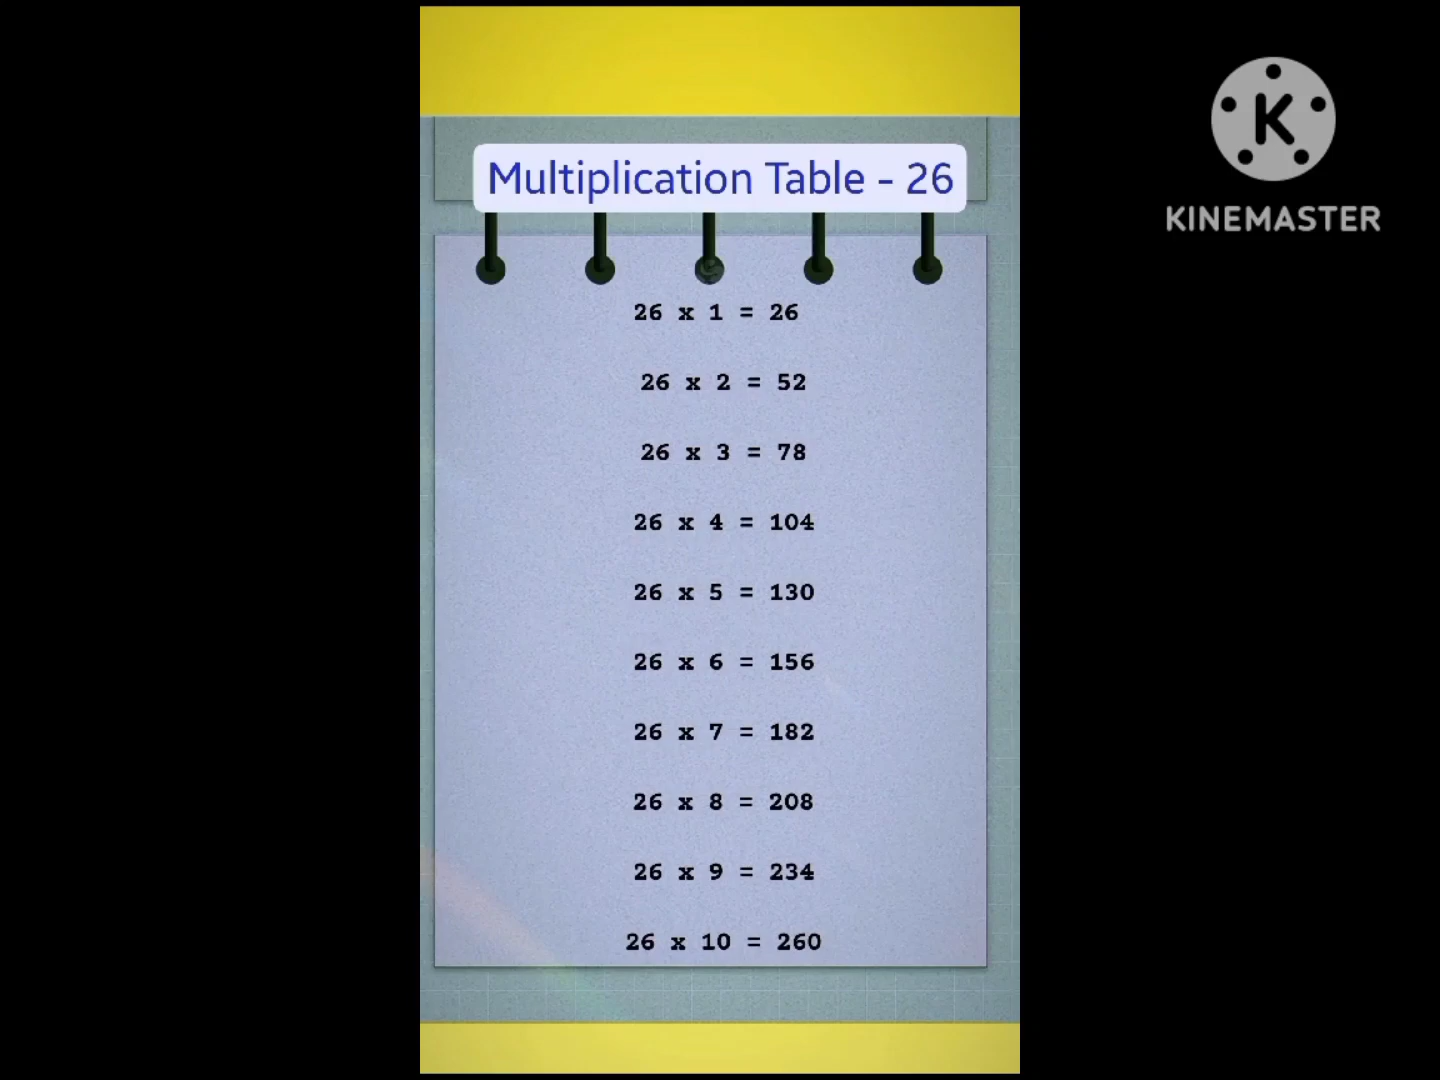 Multiplication Table - 26
K
KINEMASTER
26 x 1 = 26
26 x 2 = 52
26 x 3 = 78
26 x 4 = 104
26 x 5 = 130
26 x 6 = 156
26 x 7 = 182
26 x 8 = 208
26 x 9 = 234
26 x 10 = 260